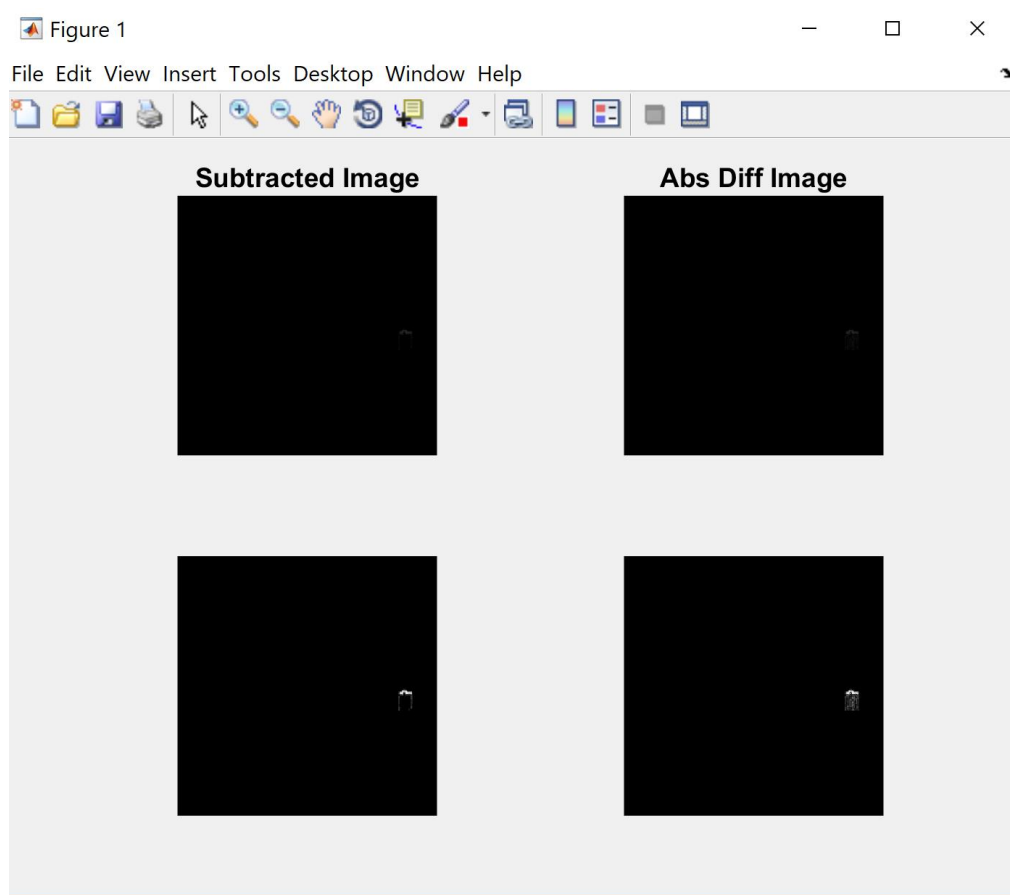 Figure 1
File Edit View Insert Tools Desktop Window Help
Subtracted Image
Abs Diff Image